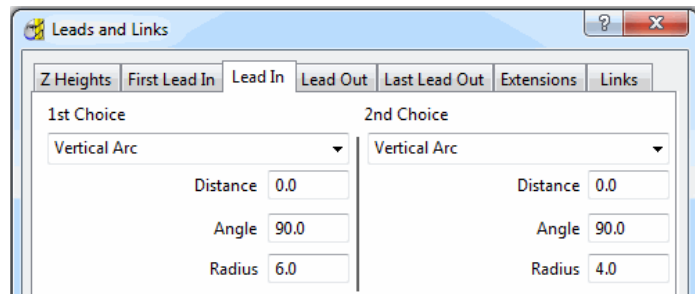 Leads and Links
?
Z Heights First Lead In Lead In Lead Out Last Lead Out Extensions Links
1st Choice 2nd Choice
Vertical Arc Vertical Arc
Distance 0.0 Distance 0.0
Angle 90.0 Angle 90.0
Radius 6.0 Radius 4.0